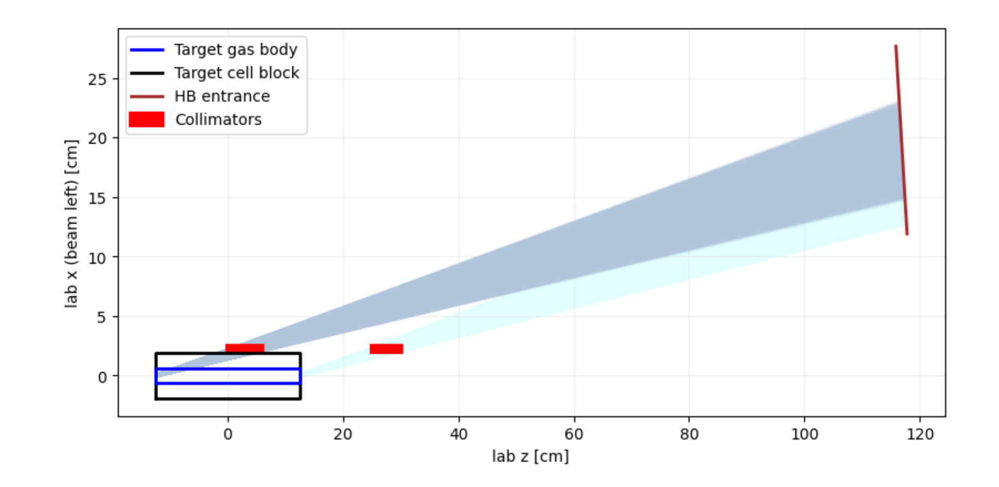 Target gas body
Target cell block
HB entrance
Collimators
25
20
15
10
5
0
lab x (beam left) [cm]
0 20 40 60 80 100 120
lab z [cm]